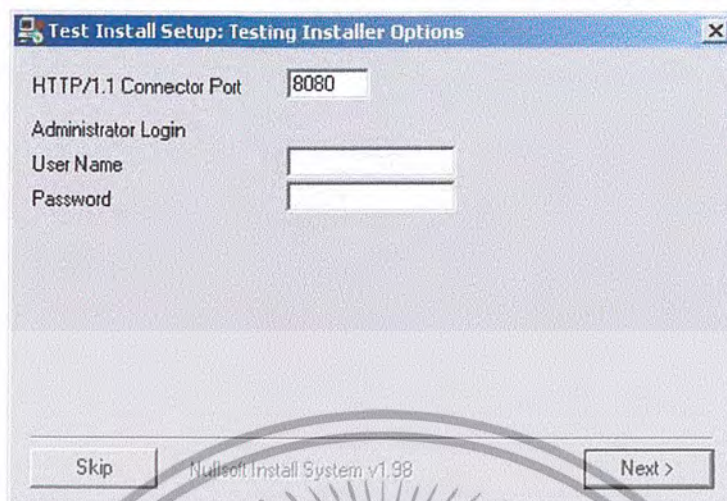 Test Install Setup: Testing Installer Options
HTTP/1.1 Connector Port 8080
Administrator Login
User Name
Password
Skip Nullsoft Install System v1.98 Next >